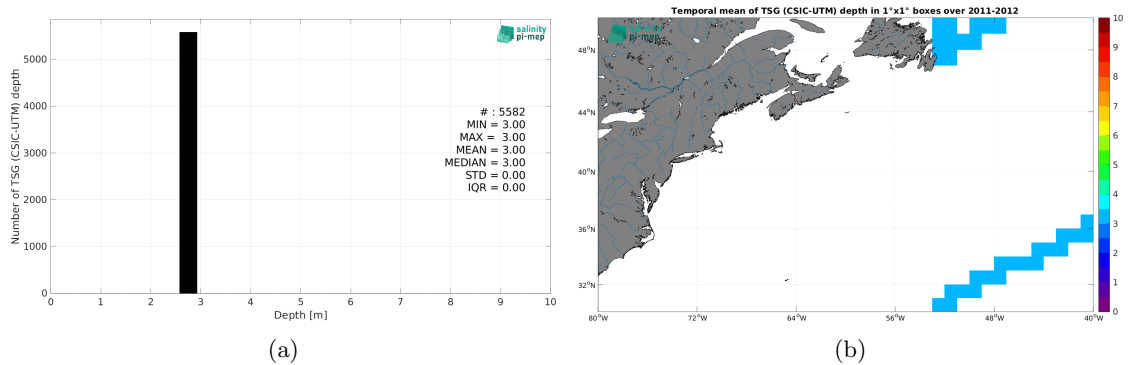 salinity
pi-mep
5000
4000
3000
2000
1000
0
Number of TSG (CSIC-UTM) depth
# : 5582
MIN = 3.00
MAX = 3.00
MEAN = 3.00
MEDIAN = 3.00
STD = 0.00
IQR = 0.00
0 1 2 3 4 5 6 7 8 9 10
Depth [m]
(a)
Temporal mean of TSG (CSIC-UTM) depth in 1°x1° boxes over 2011-2012
salinity
pi-mep
48°N
44°N
40°N
36°N
32°N
80°W 72°W 64°W 56°W 48°W 40°W
10
9
8
7
6
5
4
3
2
1
0
(b)